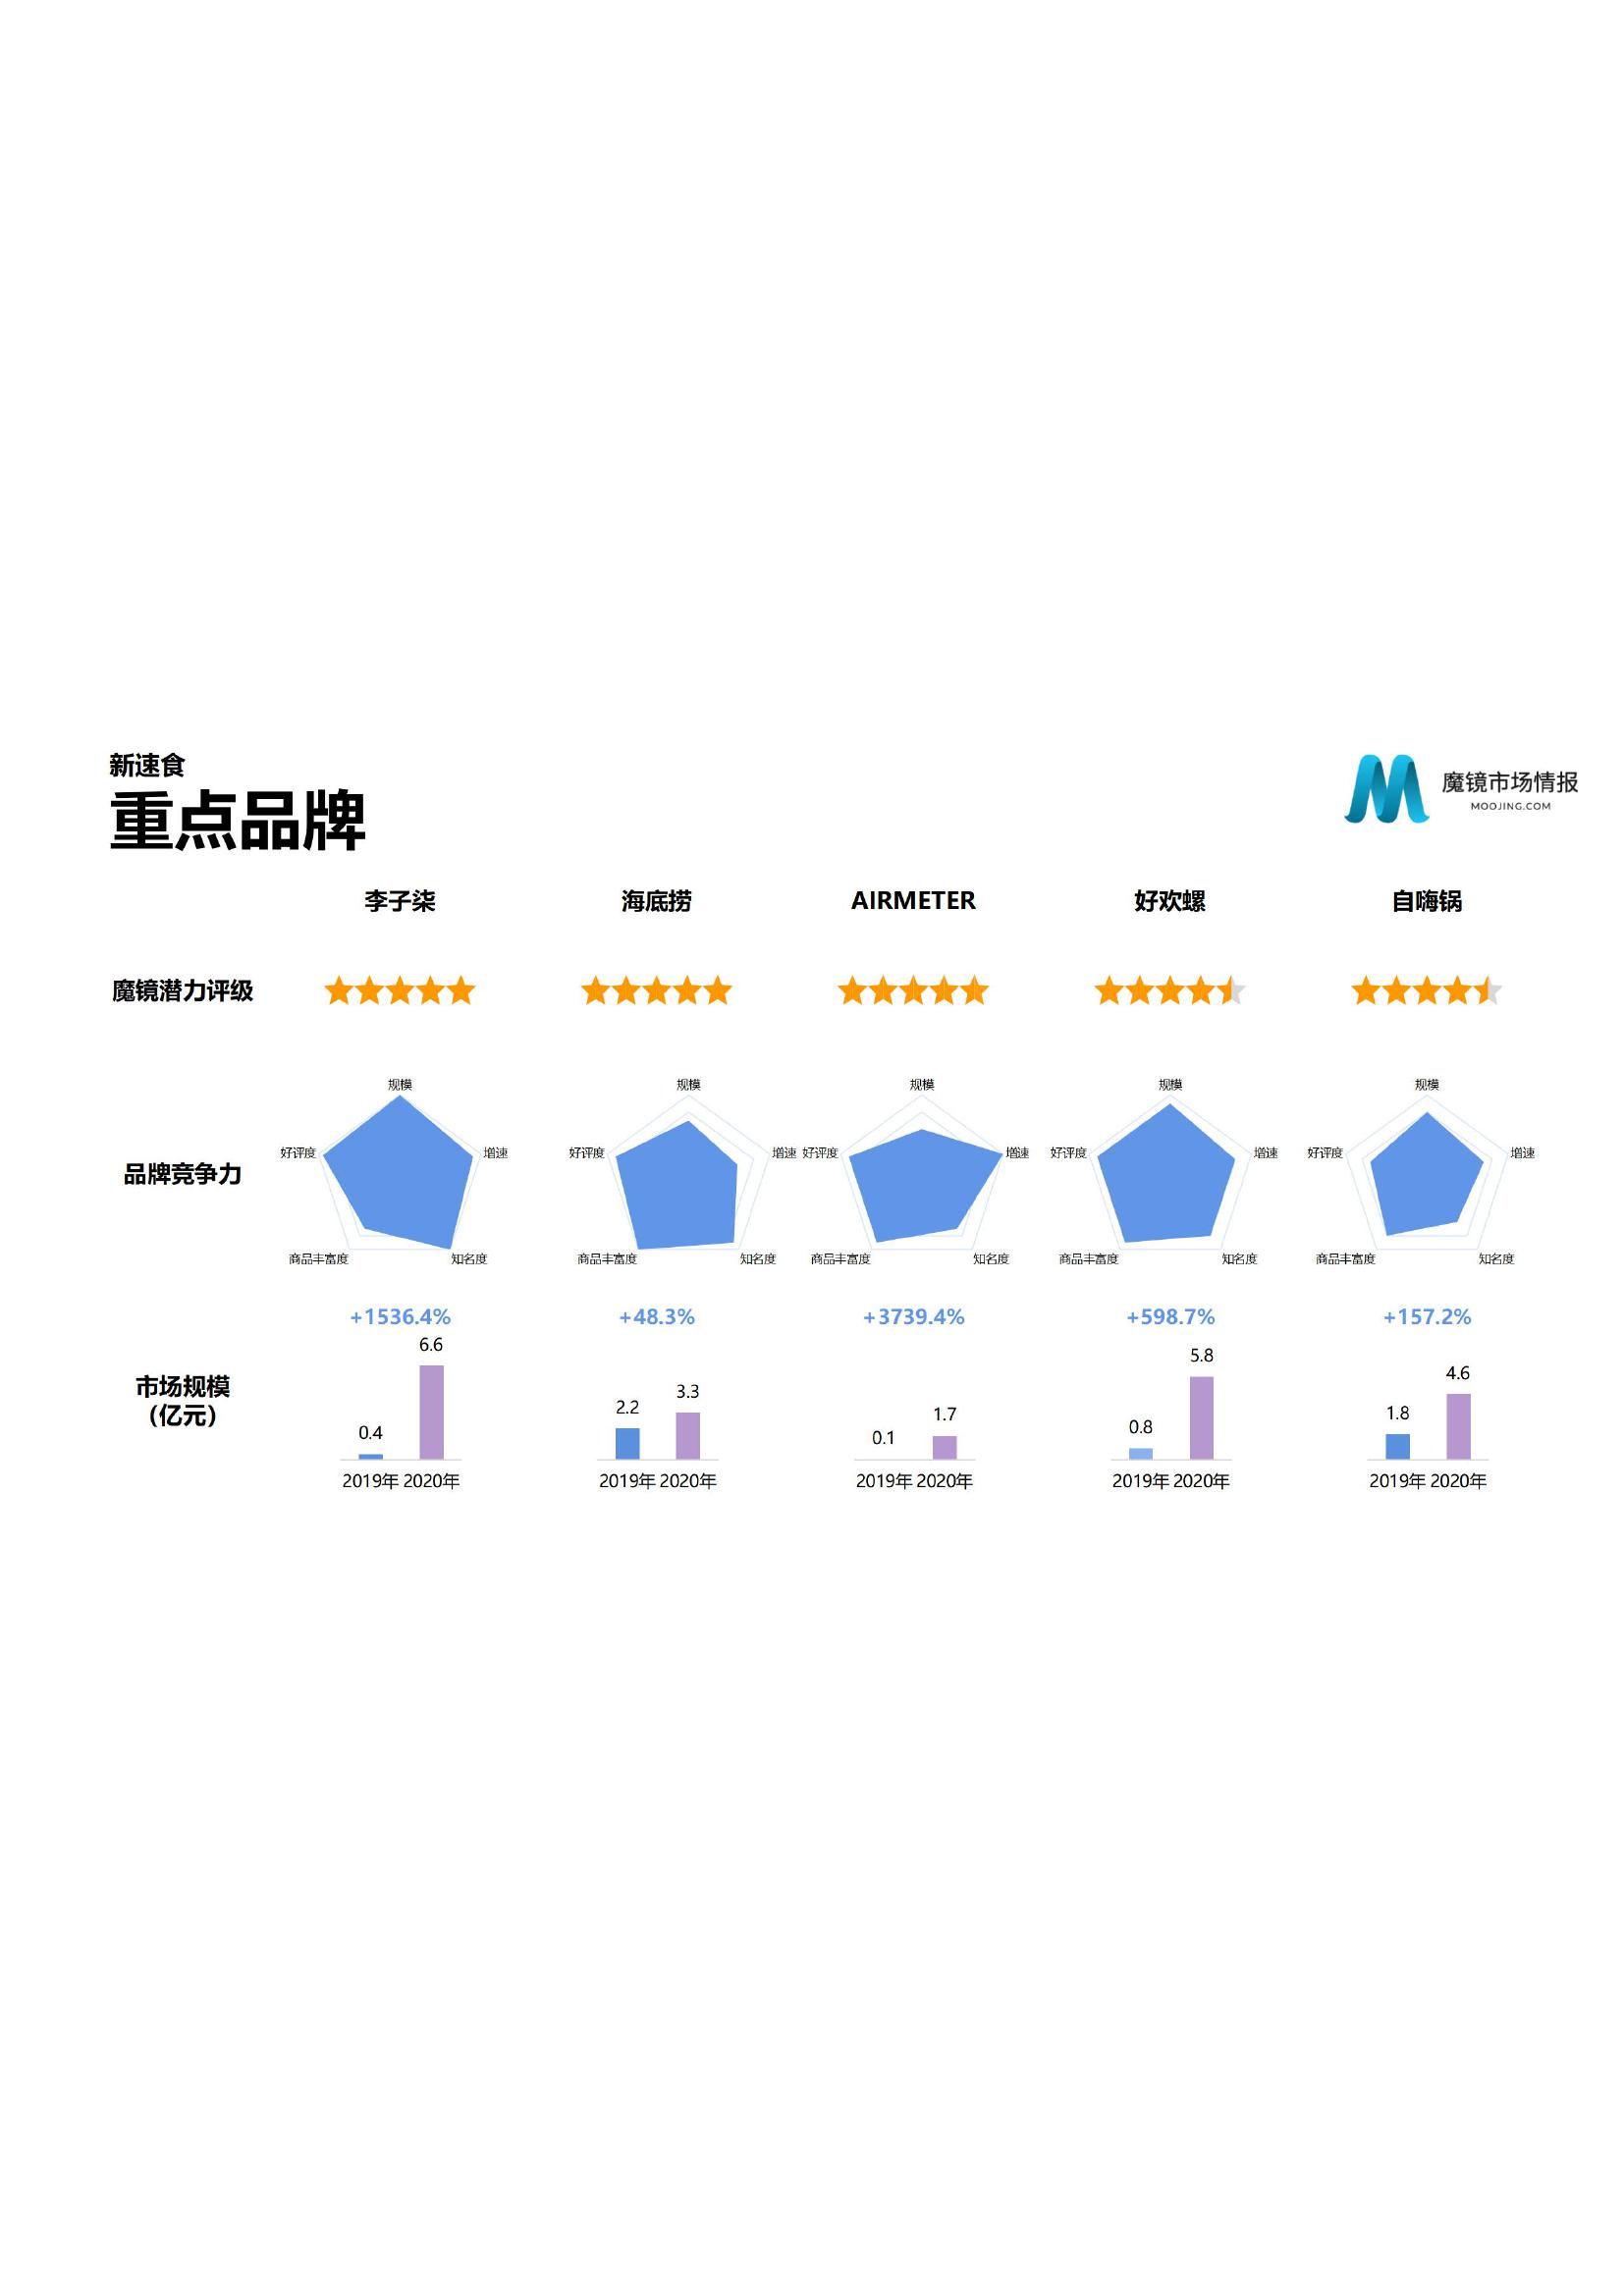 新速食
重点品牌
魔镜市场情报
MOOJING.COM
李子柒 海底捞 AIRMETER 好欢螺 自嗨锅
魔镜潜力评级
规模 规模 规模 规模 规模
好评度 增速 好评度 增速 好评度 增速 好评度 增速 好评度 增速
品牌竞争力
商品丰富度 知名度 商品丰富度 知名度 商品丰富度 知名度 商品丰富度 知名度 商品丰富度 知名度
+1536.4% +48.3% +3739.4% +598.7% +157.2%
市场规模
（亿元）
0.4 6.6 2.2 3.3 0.1 1.7 0.8 5.8 1.8 4.6
2019年 2020年 2019年 2020年 2019年 2020年 2019年 2020年 2019年 2020年